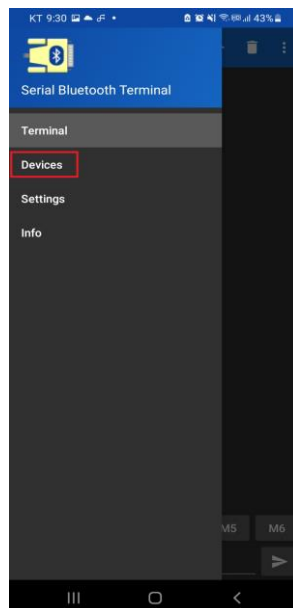 KT 9:30 43%
Serial Bluetooth Terminal
Terminal
Devices
Settings
Info
M5 M6